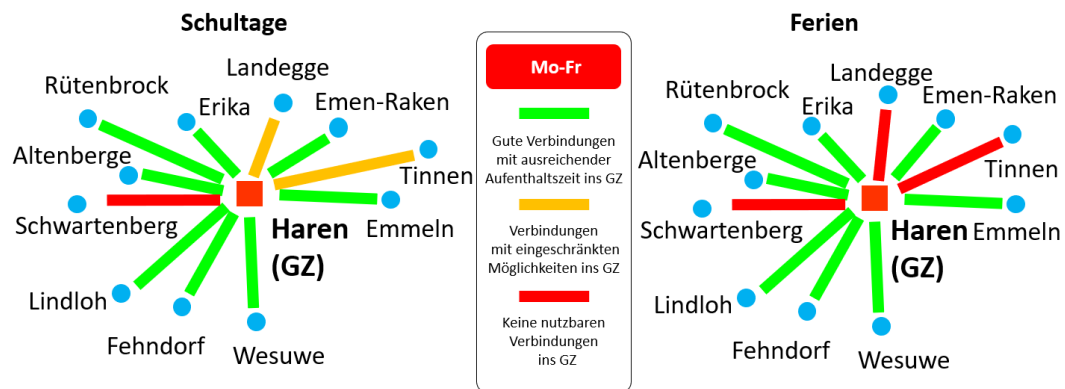 Schultage
Landegge
Rütenbrock
Erika
Emen-Raken
Altenberge
Tinnen
Schwartenberg
Haren
(GZ)
Emmeln
Lindloh
Fehndorf
Wesuwe
Mo-Fr
Gute Verbindungen
mit ausreichender
Aufenthaltszeit ins GZ
Verbindungen
mit eingeschränkten
Möglichkeiten ins GZ
Keine nutzbaren
Verbindungen
ins GZ
Ferien
Landegge
Rütenbrock
Erika
Emen-Raken
Altenberge
Tinnen
Schwartenberg
Haren
(GZ)
Emmeln
Lindloh
Fehndorf
Wesuwe